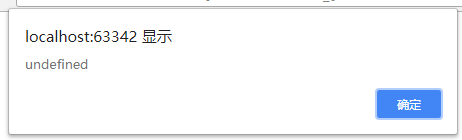 localhost:63342 显示
undefined
确定